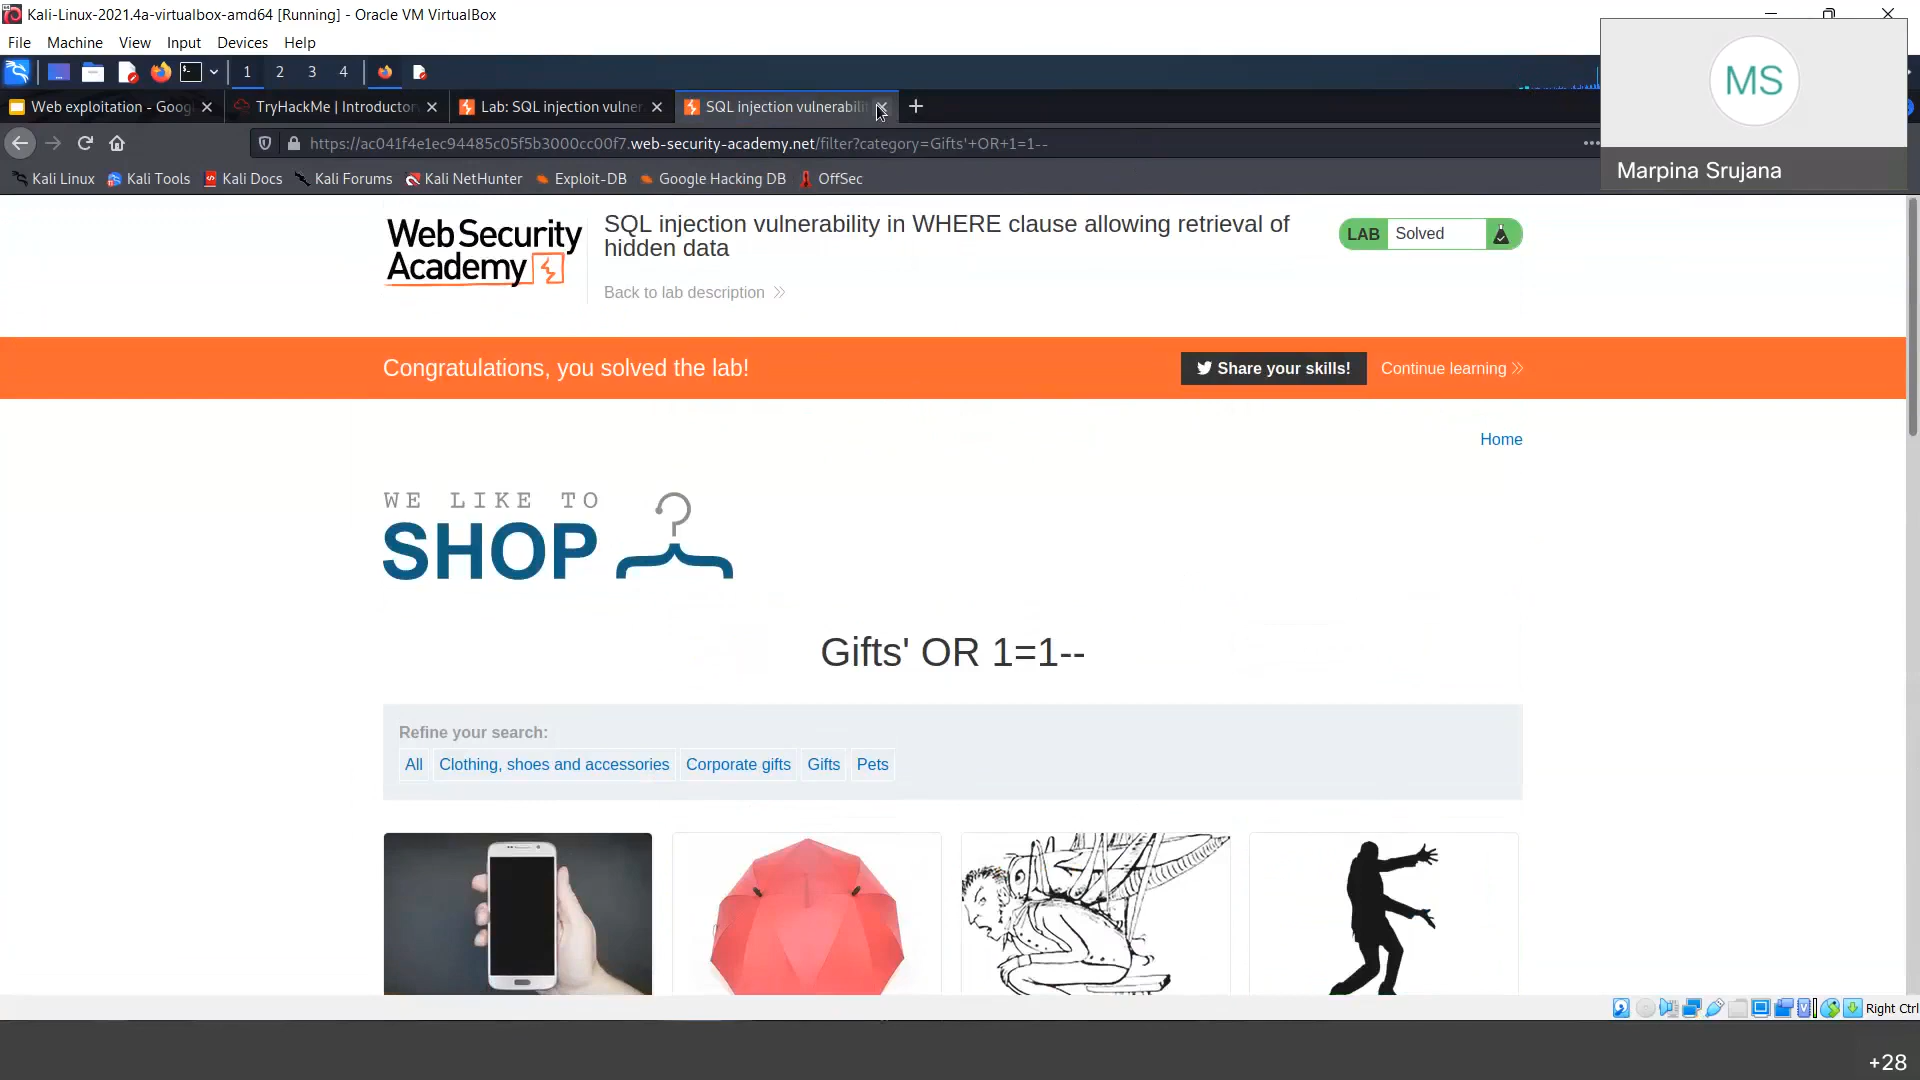 Kali-Linux-2021.4a-virtualbox-amd64 [Running] - Oracle VM VirtualBox
File Machine View Input Devices Help
1 2 3 4
Web exploitation - Goog
TryHackMe | Introductor
Lab: SQL injection vulner
SQL injection vulnerabilit
https://ac041f4e1ec94485c05f5b3000cc00f7.web-security-academy.net/filter?category=Gifts'+OR+1=1--
Kali Linux Kali Tools Kali Docs Kali Forums Kali NetHunter Exploit-DB Google Hacking DB OffSec
MS
Marpina Srujana
Web Security
Academy
SQL injection vulnerability in WHERE clause allowing retrieval of
hidden data
Back to lab description
LAB Solved
Congratulations, you solved the lab!
Share your skills!
Continue learning
Home
WE LIKE TO
SHOP
Gifts' OR 1=1--
Refine your search:
All Clothing, shoes and accessories Corporate gifts Gifts Pets
Right Ctrl
+28